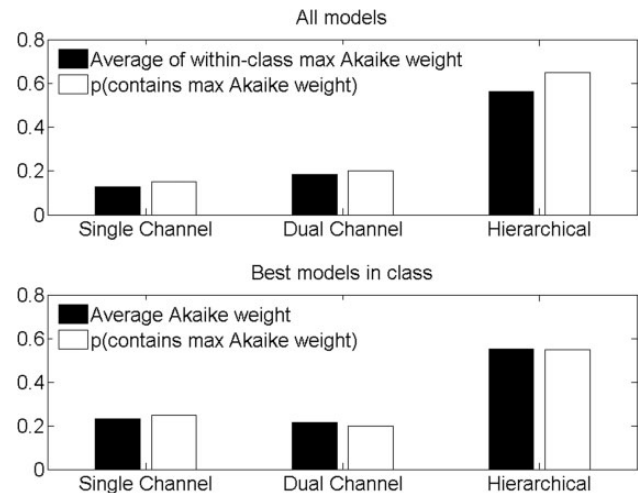 All models
0.8
Average of within-class max Akaike weight
0.6
p(contains max Akaike weight)
0.4
0.2
0
Single Channel Dual Channel Hierarchical
Best models in class
0.8
Average Akaike weight
0.6
p(contains max Akaike weight)
0.4
0.2
0
Single Channel Dual Channel Hierarchical